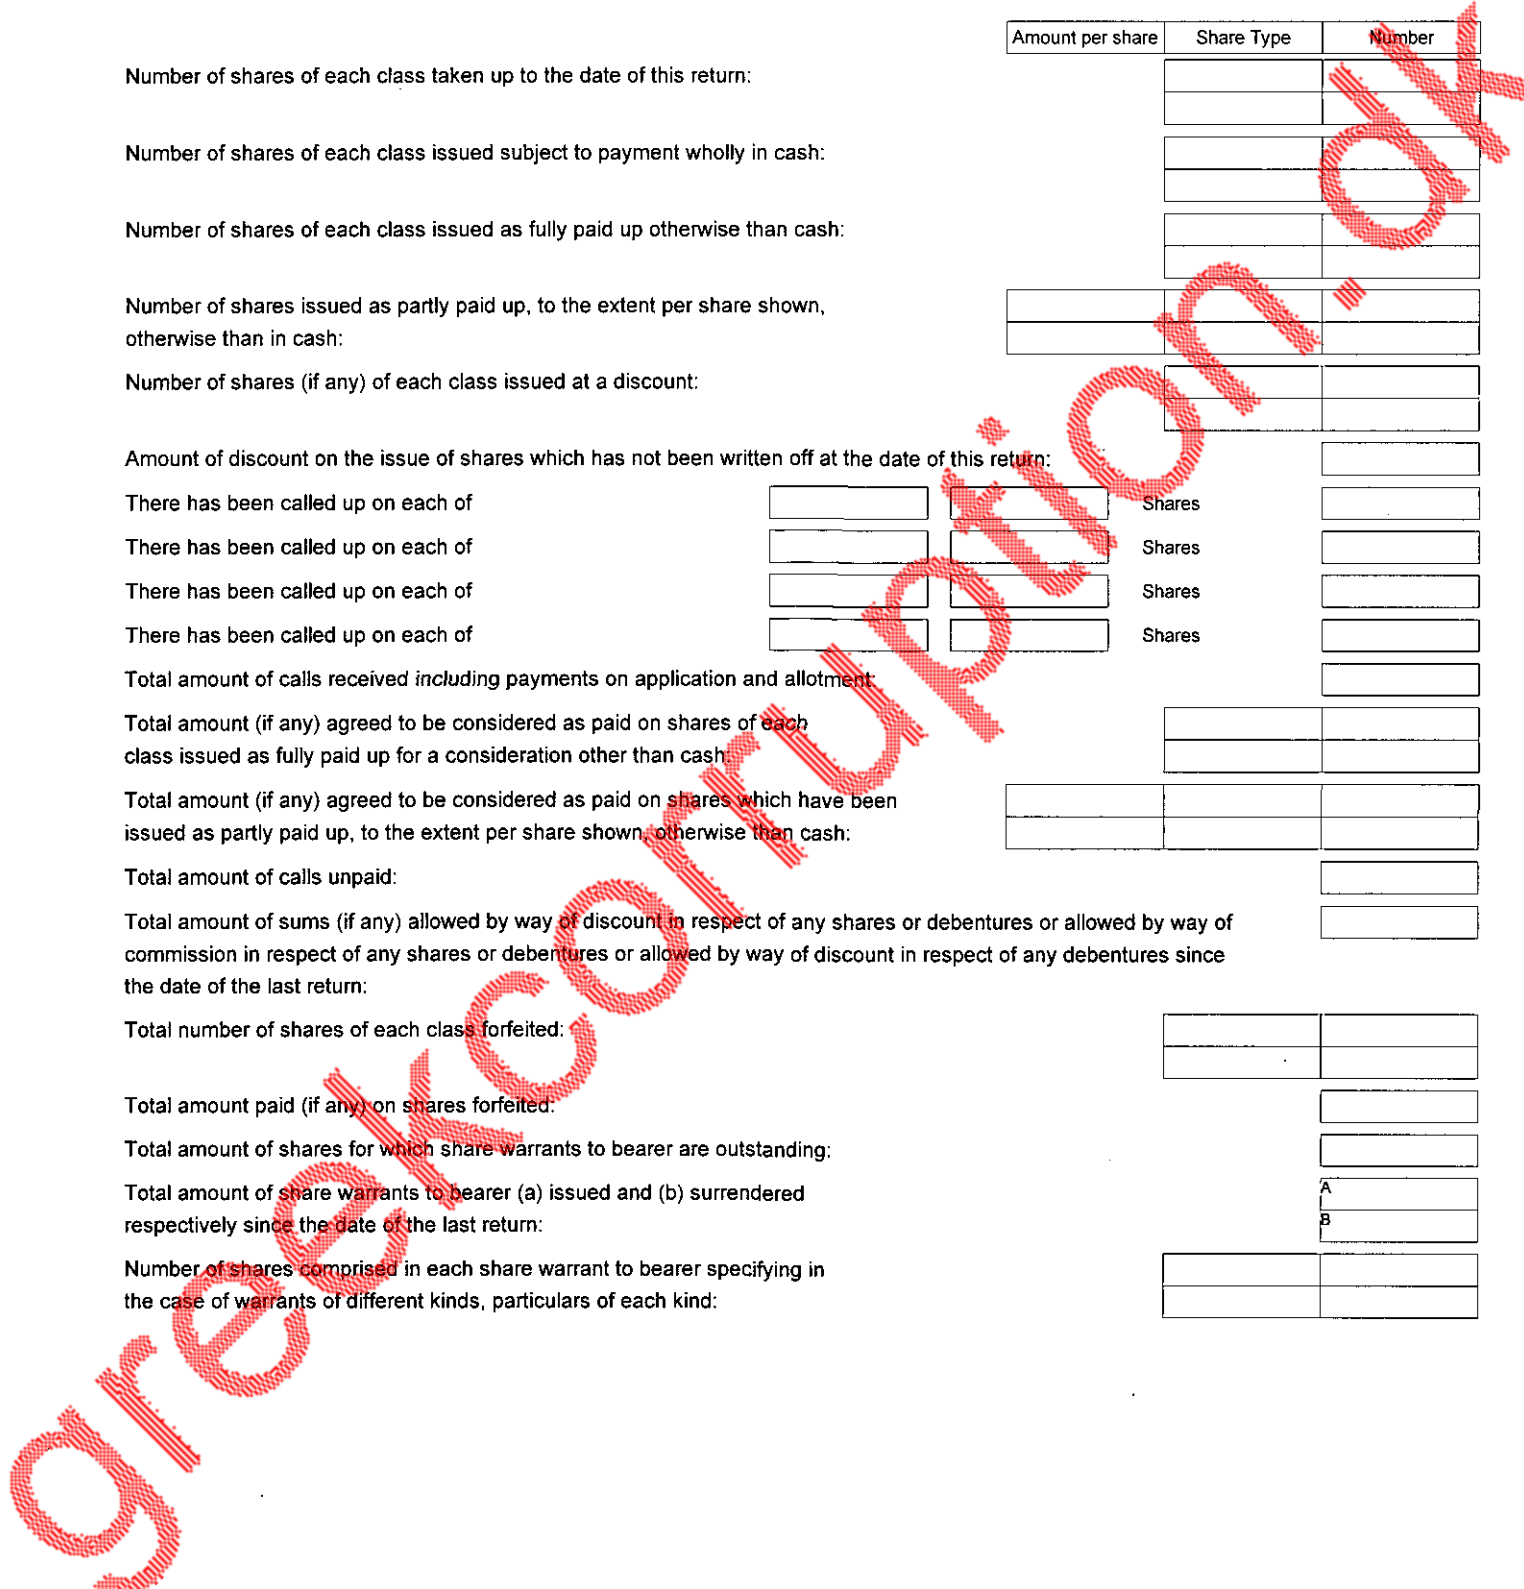 Amount per share Share Type Number
Number of shares of each class taken up to the date of this return:
Number of shares of each class issued subject to payment wholly in cash:
Number of shares of each class issued as fully paid up otherwise than cash:
Number of shares issued as partly paid up, to the extent per share shown,
otherwise than in cash:
Number of shares (if any) of each class issued at a discount:
Amount of discount on the issue of shares which has not been written off at the date of this return:
There has been called up on each of Shares
There has been called up on each of Shares
There has been called up on each of Shares
There has been called up on each of Shares
Total amount of calls received including payments on application and allotment:
Total amount (if any) agreed to be considered as paid on shares of each
class issued as fully paid up for a consideration other than cash:
Total amount (if any) agreed to be considered as paid on shares which have been
issued as partly paid up, to the extent per share shown, otherwise than cash:
Total amount of calls unpaid:
Total amount of sums (if any) allowed by way of discount in respect of any shares or debentures or allowed by way of
commission in respect of any shares or debentures or allowed by way of discount in respect of any debentures since
the date of the last return:
Total number of shares of each class forfeited:
Total amount paid (if any) on shares forfeited:
Total amount of shares for which share warrants to bearer are outstanding:
Total amount of share warrants to bearer (a) issued and (b) surrendered
A
respectively since the date of the last return:
B
Number of shares comprised in each share warrant to bearer specifying in
the case of warrants of different kinds, particulars of each kind:
greekcorruption.dk